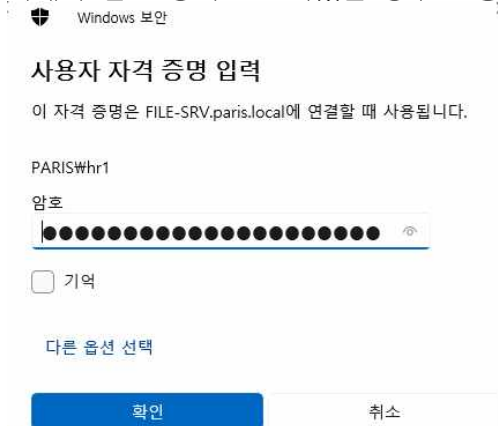 Windows 보안
사용자 자격 증명 입력
이 자격 증명은 FILE-SRV.paris.local에 연결할 때 사용됩니다.
PARIS₩hr1
암호
●●●●●●●●●●●●●●●●●●●●●
기억
다른 옵션 선택
확인
취소